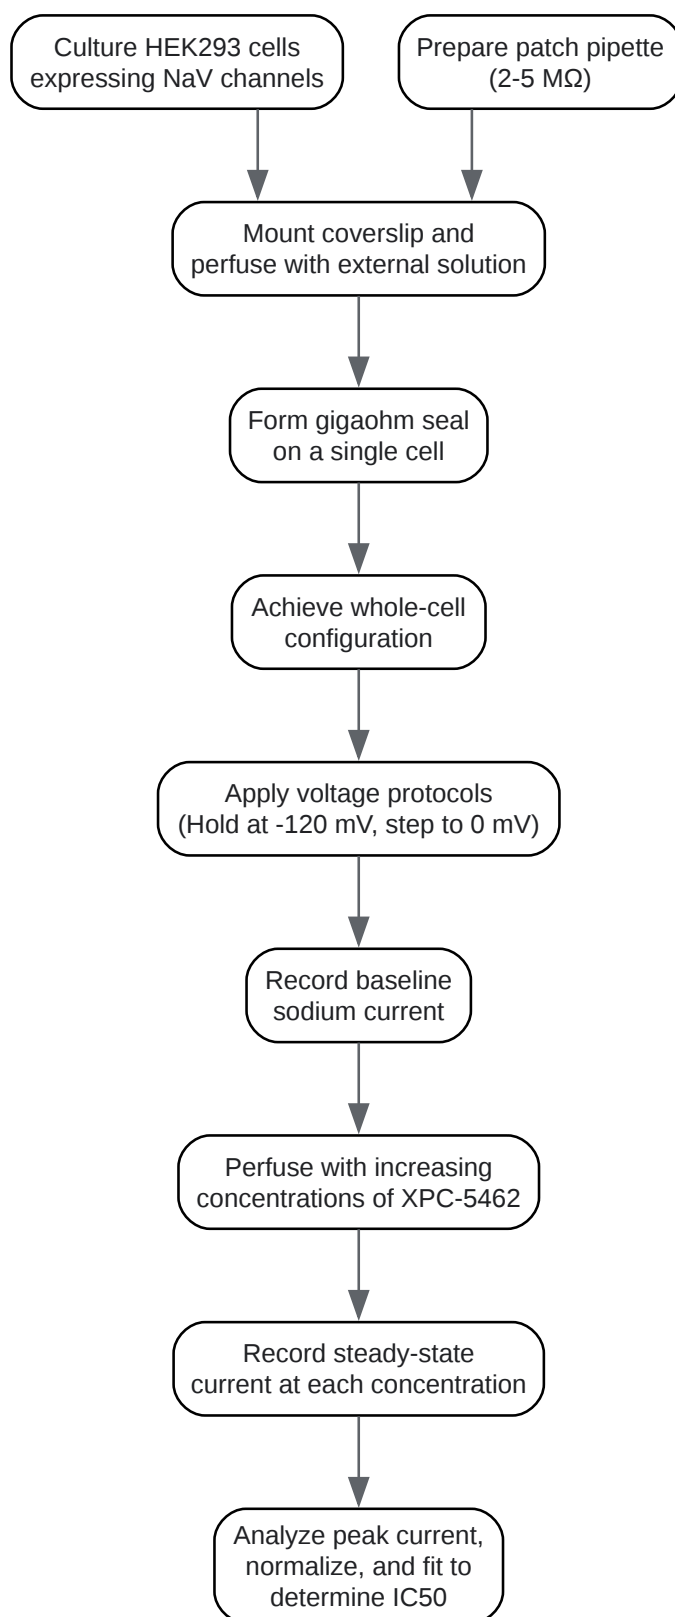 Culture HEK293 cells
expressing NaV channels
Prepare patch pipette
(2-5 MΩ)
Mount coverslip and
perfuse with external solution
Form gigaohm seal
on a single cell
Achieve whole-cell
configuration
Apply voltage protocols
(Hold at -120 mV, step to 0 mV)
Record baseline
sodium current
Perfuse with increasing
concentrations of XPC-5462
Record steady-state
current at each concentration
Analyze peak current,
normalize, and fit to
determine IC50